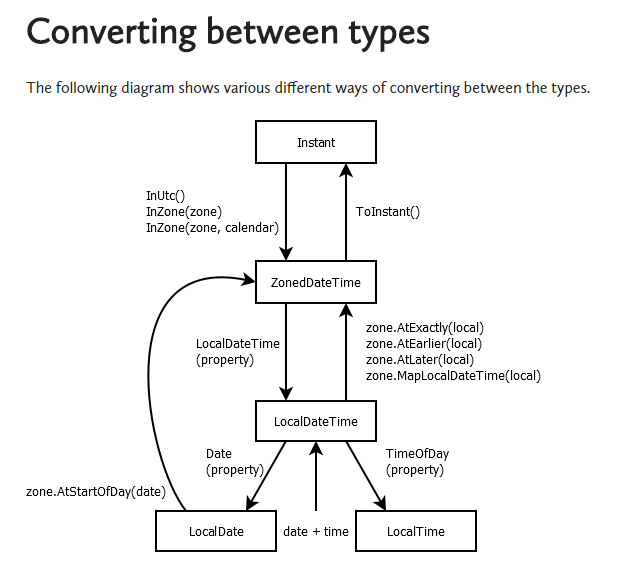 Converting between types
The following diagram shows various different ways of converting between the types.
Instant
InUtc()
InZone(zone)
InZone(zone, calendar)
ToInstant()
ZonedDateTime
LocalDateTime
(property)
zone.AtExactly(local)
zone.AtEarlier(local)
zone.AtLater(local)
zone.MapLocalDateTime(local)
LocalDateTime
Date
(property)
TimeOfDay
(property)
zone.AtStartOfDay(date)
LocalDate
date + time
LocalTime